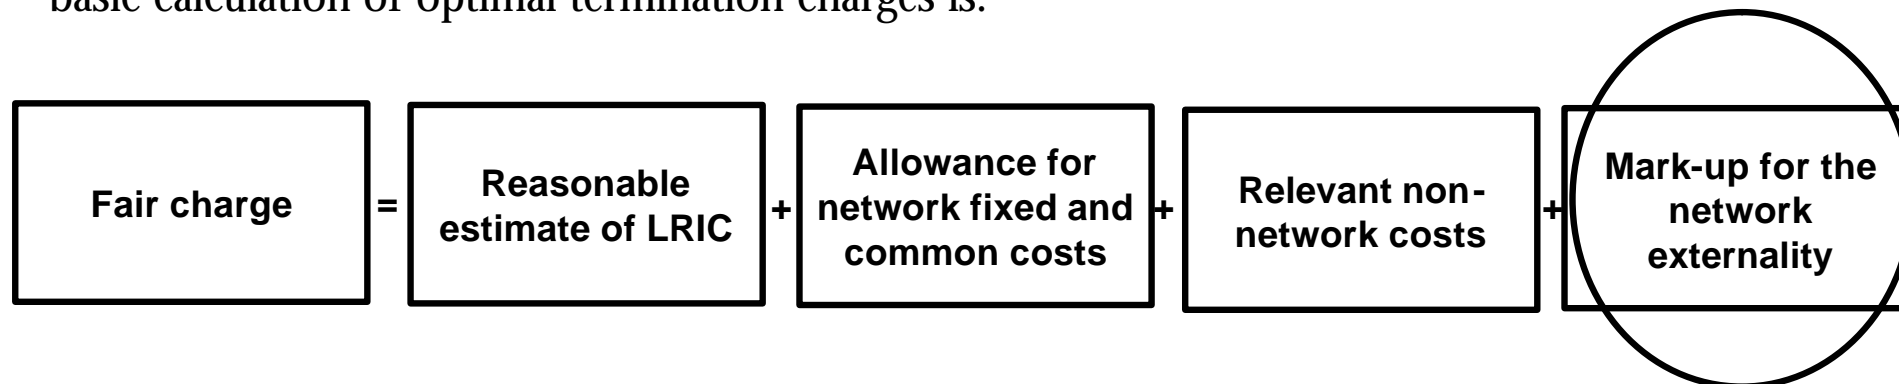 basic calculation of optimal termination charges is:
Fair charge
=
Reasonable
estimate of LRIC
+
Allowance for
network fixed and
common costs
+
Relevant non-
network costs
+
Mark-up for the
network
externality